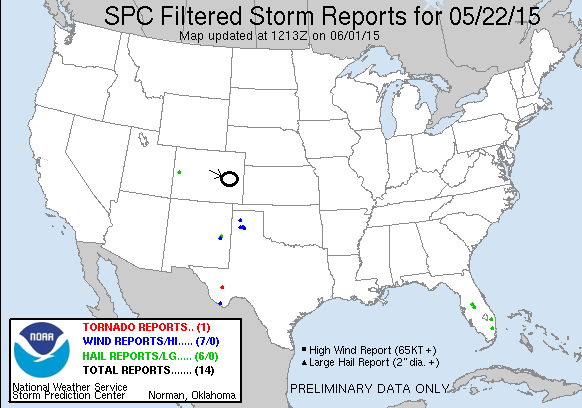 SPC Filtered Storm Reports for 05/22/15
Map updated at 1213Z on 06/01/15
NOAA
TORNADO REPORTS.. (1)
WIND REPORTS/HI..... (7/0)
HAIL REPORTS/LG..... (6/0)
TOTAL REPORTS....... (14)
National Weather Service
Storm Prediction Center Norman, Oklahoma
High Wind Report (65KT +)
Large Hail Report (2" dia. +)
PRELIMINARY DATA ONLY